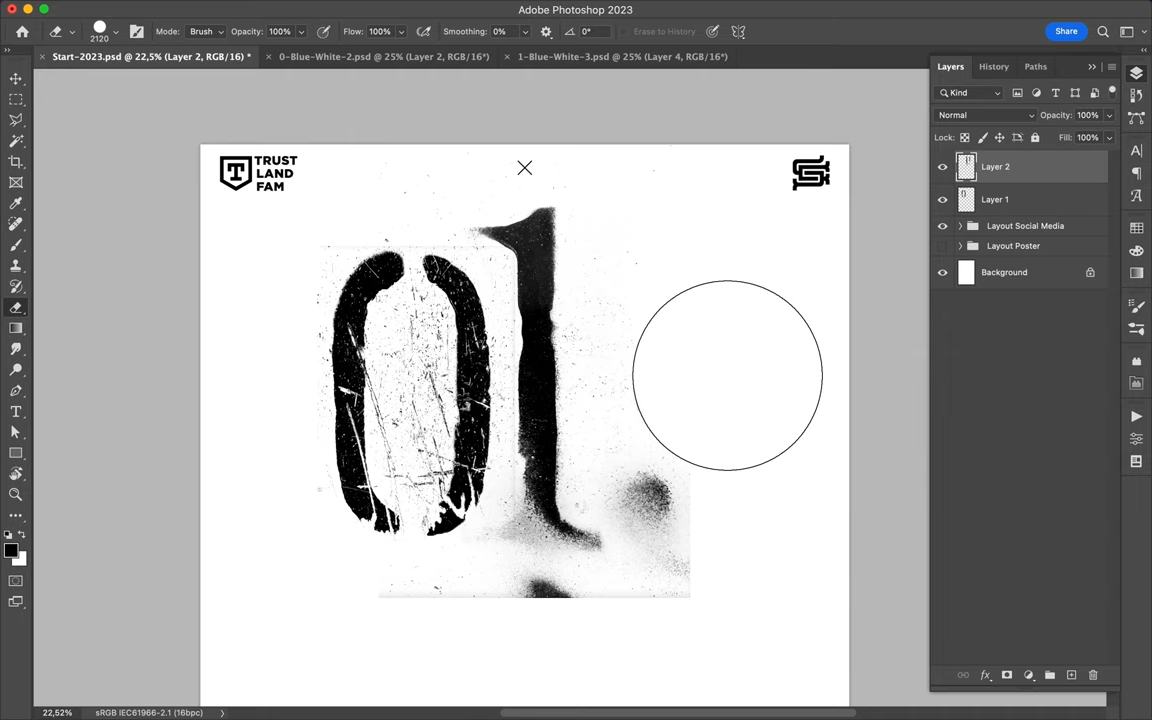 Adobe Photoshop 2023
2120
Mode: Brush Opacity: 100% Flow: 100% Smoothing: 0% 0° Erase to History Share
Start-2023.psd @ 22,5% (Layer 2, RGB/16) * 0-Blue-White-2.psd @ 25% (Layer 2, RGB/16*) 1-Blue-White-3.psd @ 25% (Layer 4, RGB/16*)
Layers History Paths
Kind
Normal Opacity: 100%
Lock: Fill: 100%
Layer 2
Layer 1
Layout Social Media
Layout Poster
Background
TRUST
LAND
FAM
01
22,52% sRGB IEC61966-2.1 (16bpc)